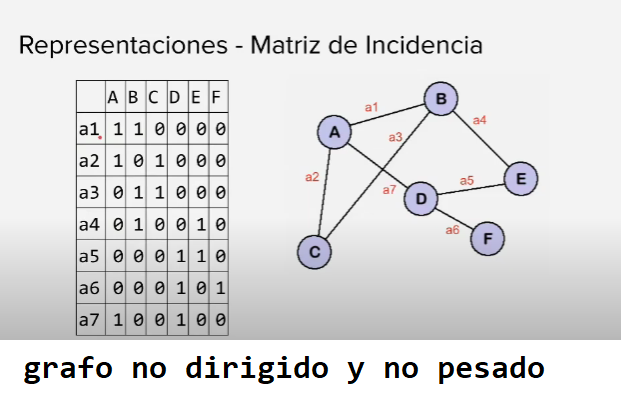 Representaciones - Matriz de Incidencia
A B C D E F
a1 1 1 0 0 0 0
a2 1 0 1 0 0 0
a3 0 1 1 0 0 0
a4 0 1 0 0 1 0
a5 0 0 0 1 1 0
a6 0 0 0 1 0 1
a7 1 0 0 1 0 0
B
a1
a4
A
a3
a2
a7
a5
E
D
a6
F
C
grafo no dirigido y no pesado